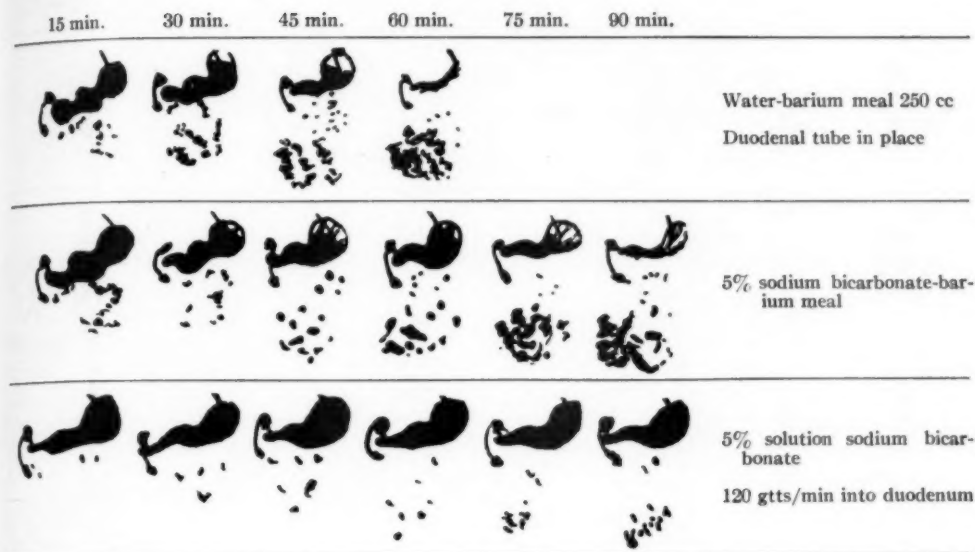 15 min. 30 min. 45 min. 60 min. 75 min. 90 min.
Water-barium meal 250 cc
Duodenal tube in place
5% sodium bicarbonate-bar-
ium meal
5% solution sodium bicar-
bonate
120 gtts/min into duodenum